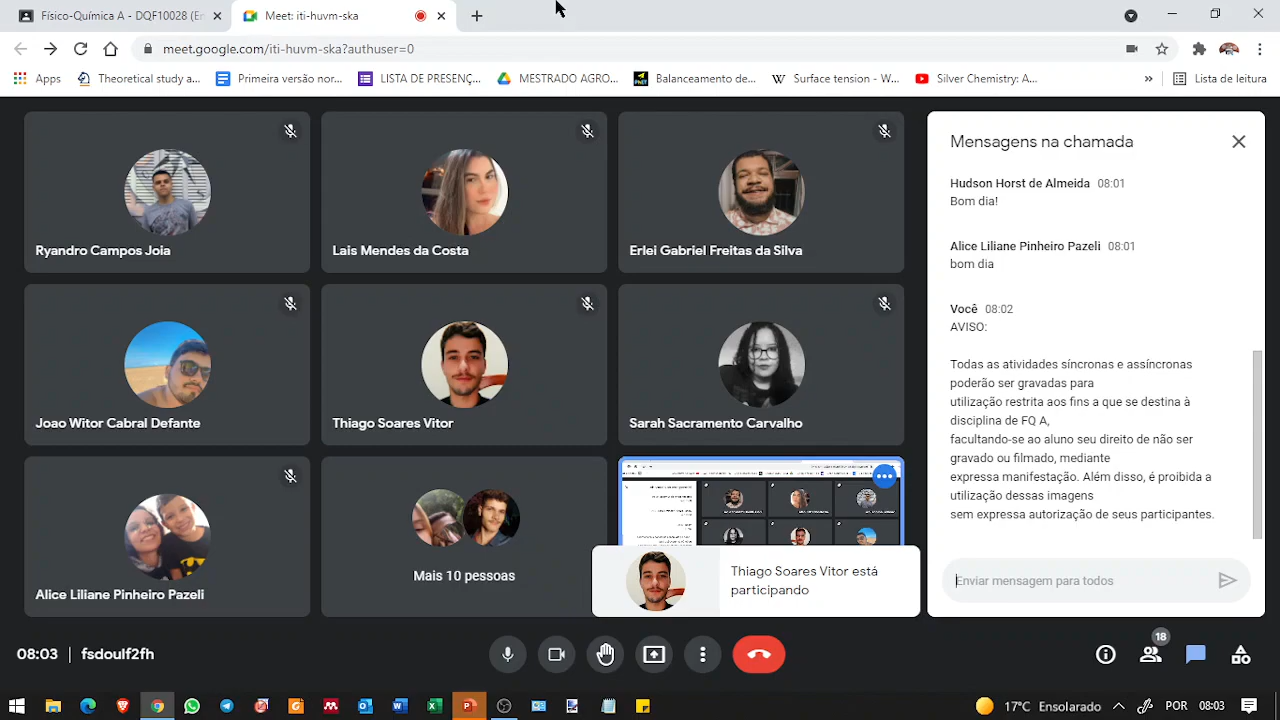 Físico-Química - DQF10028 (En
Meet: iti-huvm-ska
meet.google.com/iti-huvm-ska?authuser=0
Apps
Theoretical study a...
Primeira versão nor...
LISTA DE PRESENÇ...
MESTRADO AGRO...
Balanceamento de...
Surface tension - W...
Silver Chemistry: A...
»
Lista de leitura
Ryandro Campos Joia
Lais Mendes da Costa
Erlei Gabriel Freitas da SIlva
Joao Witor Cabral Defante
Thiago Soares Vitor
Sarah Sacramento Carvalho
Alice Liliane Pinheiro Pazeli
Mais 10 pessoas
Thiago Soares Vitor está
participando
Mensagens na chamada
Hudson Horst de Almeida 08:01
Bom dia!
Alice Liliane Pinheiro Pazeli 08:01
bom dia
Você 08:02
AVISO:
Todas as atividades síncronas e assíncronas
poderão ser gravadas para
utilização restrita aos fins a que se destina à
disciplina de FQ A,
facultando-se ao aluno seu direito de não ser
gravado ou filmado, mediante
expressa manifestação. Além disso, é proibida a
utilização dessas imagens
sem expressa autorização de seus participantes.
Enviar mensagem para todos
08:03 | fsdoulf2fh
18
17°C Ensolarado
POR
08:03